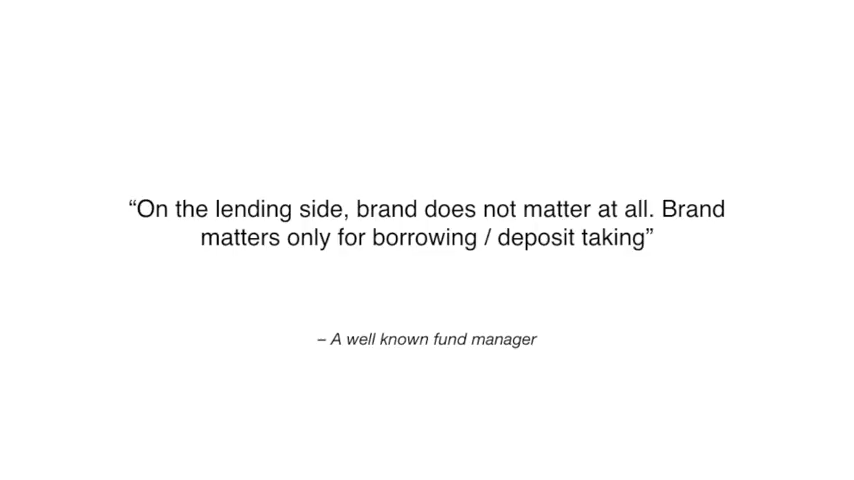 “On the lending side, brand does not matter at all. Brand
matters only for borrowing / deposit taking”
– A well known fund manager